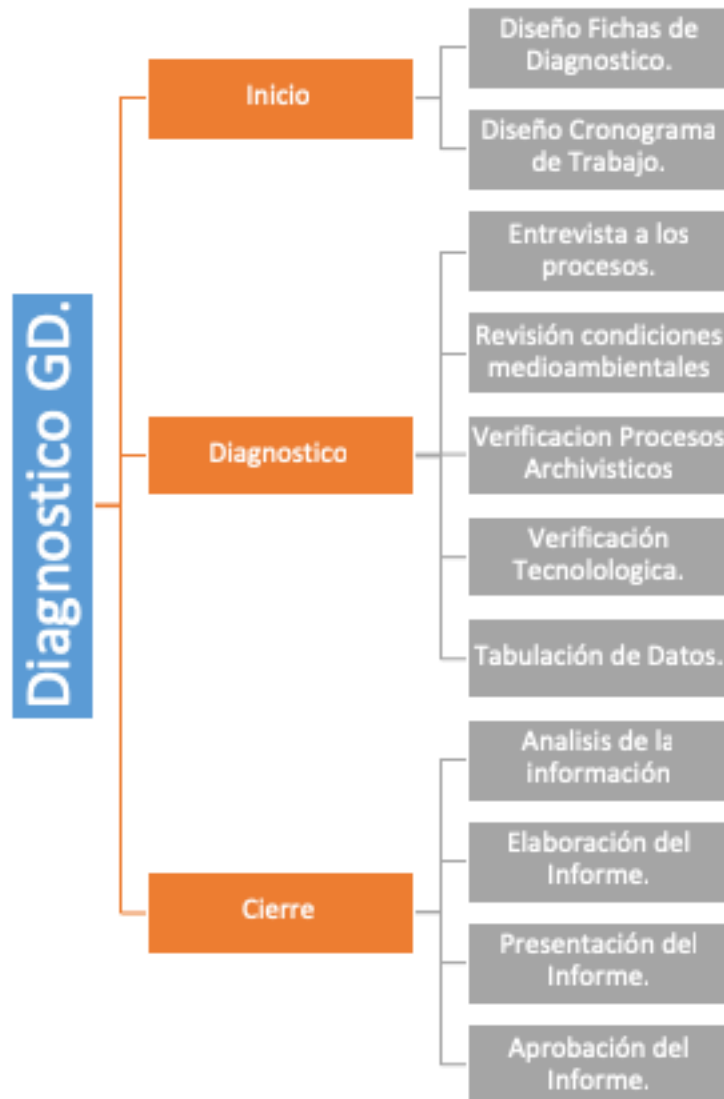 Diagnostico GD.
Inicio
Diseño Fichas de
Diagnostico.
Diseño Cronograma
de Trabajo.
Diagnostico
Entrevista a los
procesos.
Revisión condiciones
medioambientales
Verificacion Procesos
Archivisticos
Verificación
Tecnolologica.
Tabulación de Datos.
Cierre
Analisis de la
información
Elaboración del
Informe.
Presentación del
Informe.
Aprobación del
Informe.